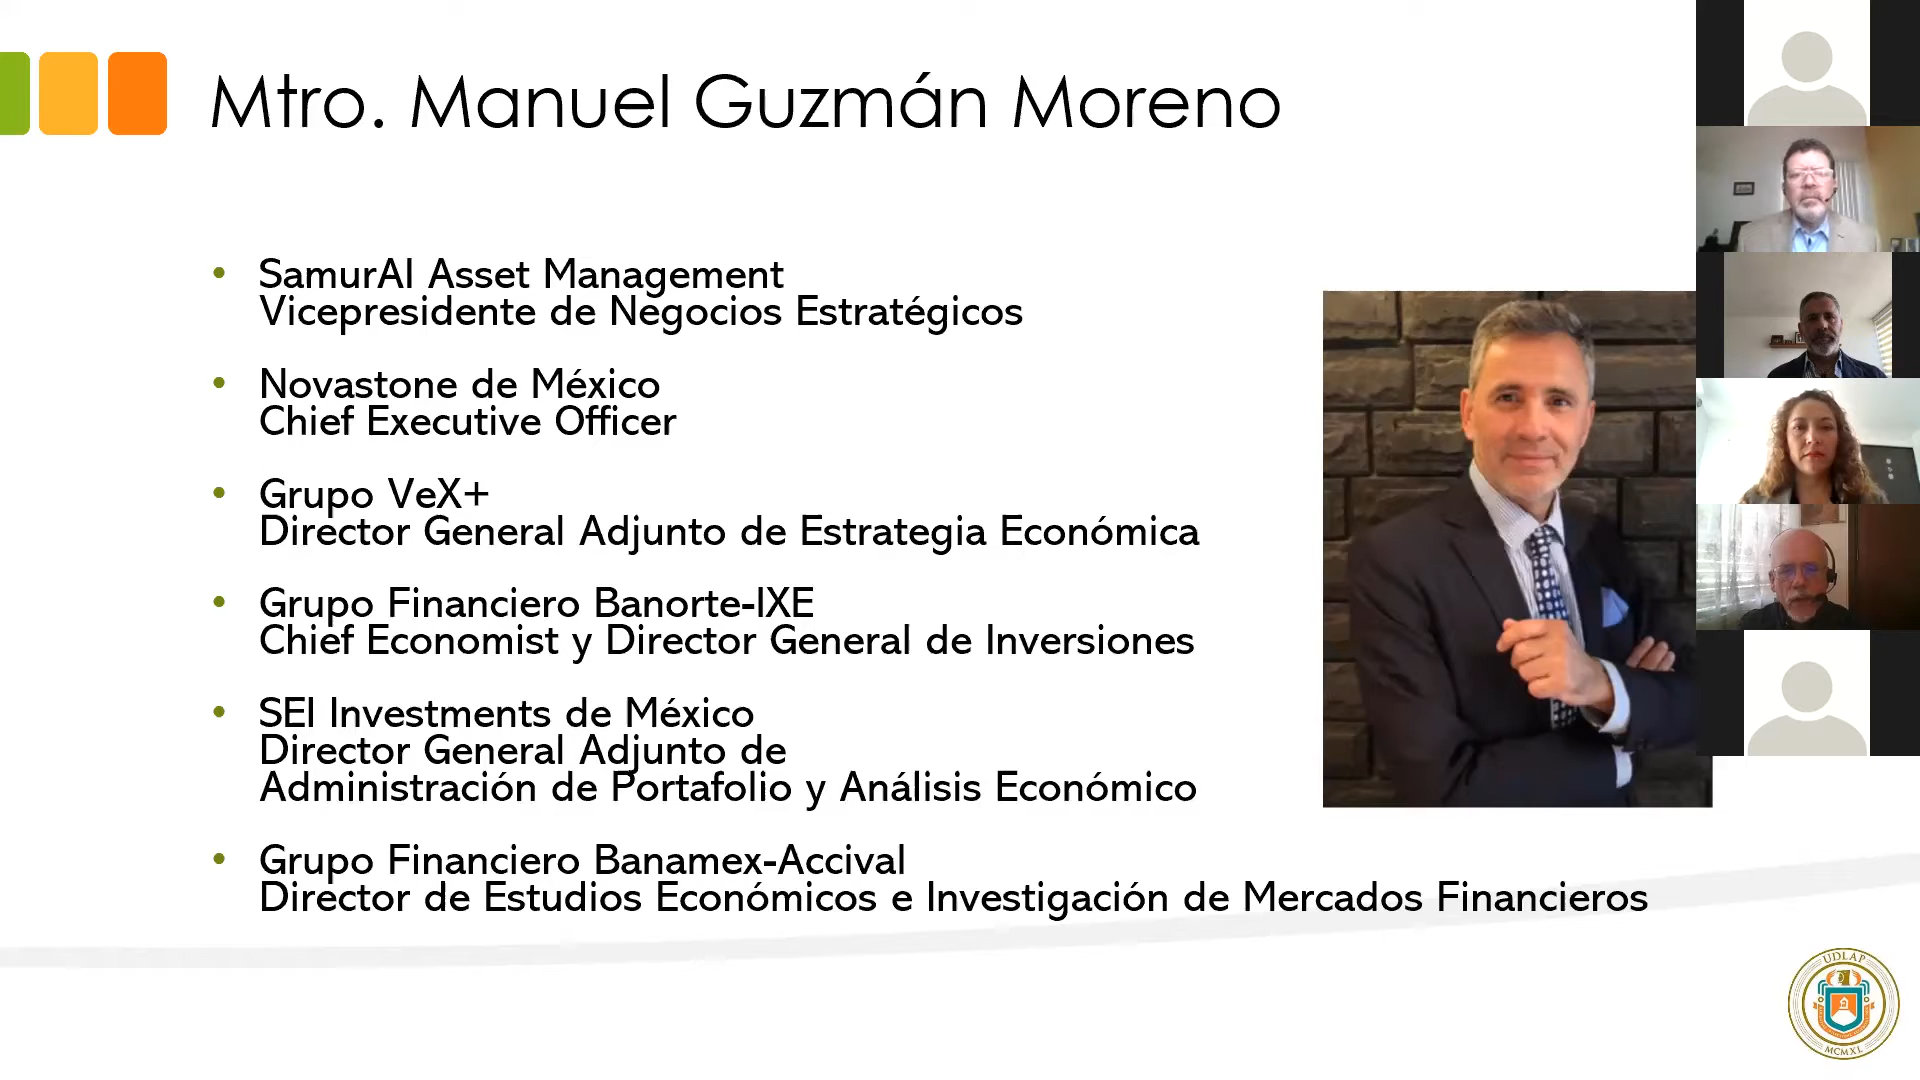 Mtro. Manuel Guzmán Moreno
• SamurAI Asset Management
Vicepresidente de Negocios Estratégicos
• Novastone de México
Chief Executive Officer
• Grupo VeX+
Director General Adjunto de Estrategia Económica
• Grupo Financiero Banorte-IXE
Chief Economist y Director General de Inversiones
• SEI Investments de México
Director General Adjunto de
Administración de Portafolio y Análisis Económico
• Grupo Financiero Banamex-Accival
Director de Estudios Económicos e Investigación de Mercados Financieros
UDLAP
MCMXL